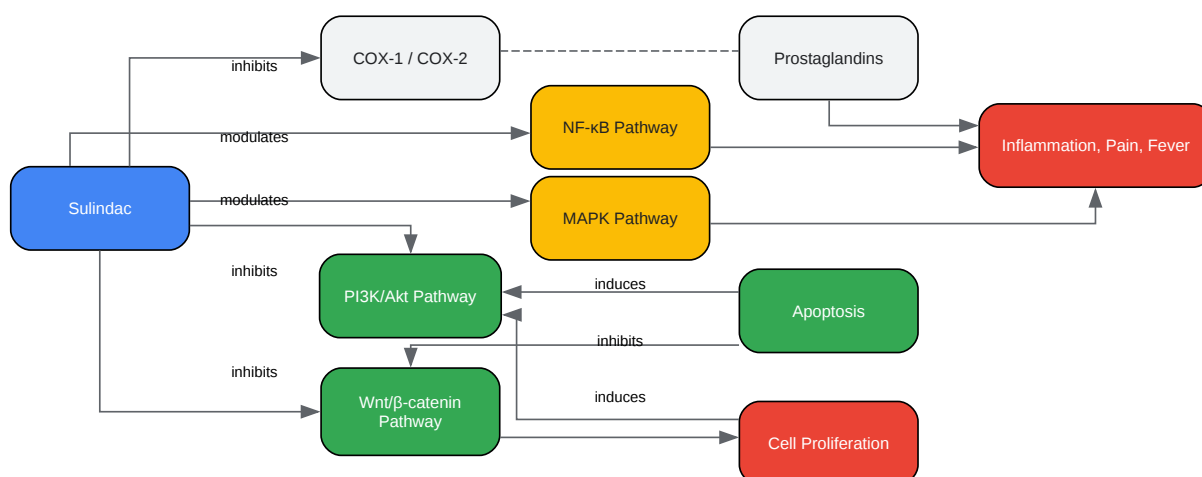 COX-1 / COX-2
Prostaglandins
inhibits
NF-κB Pathway
modulates
Inflammation, Pain, Fever
Sulindac
modulates
MAPK Pathway
inhibits
PI3K/Akt Pathway
induces
Apoptosis
inhibits
inhibits
Wnt/β-catenin
Pathway
induces
Cell Proliferation